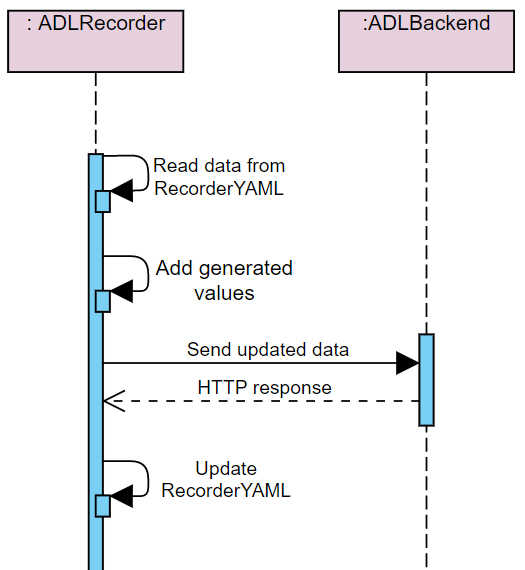 : ADLRecorder
:ADLBackend
Read data from
RecorderYAML
Add generated
values
Send updated data
HTTP response
Update
RecorderYAML